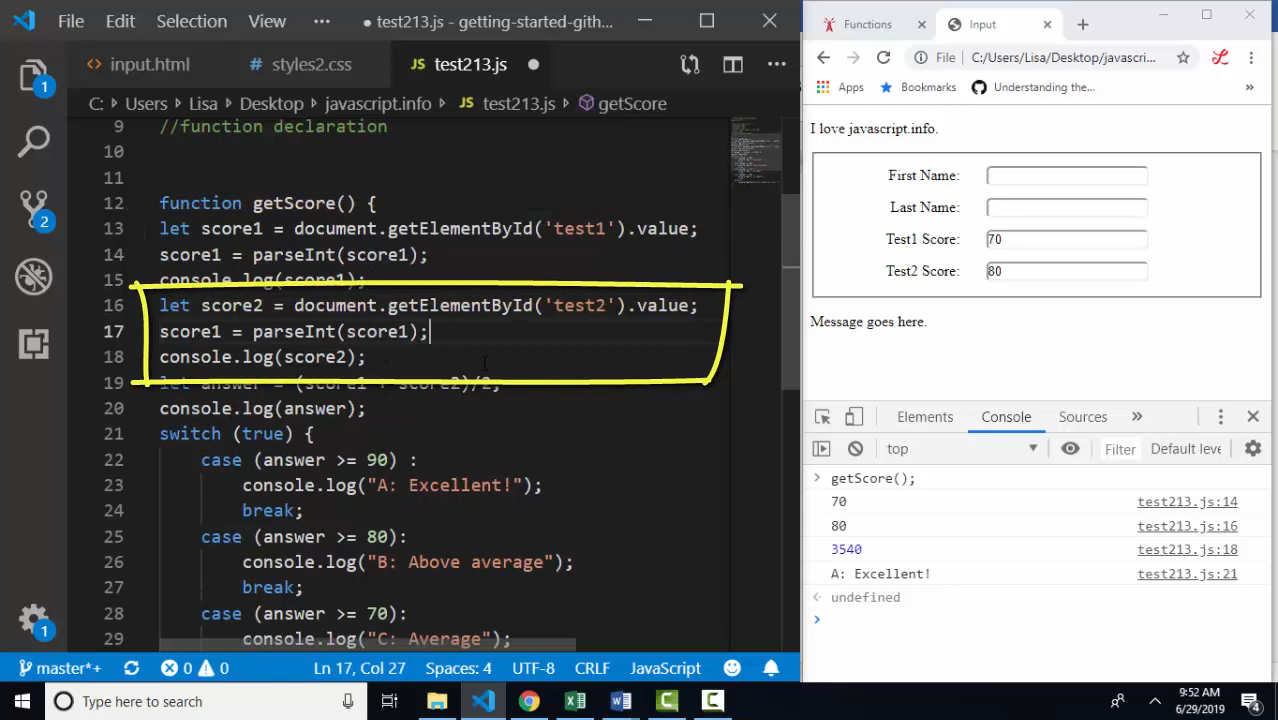 File Edit Selection View ··· ● test213.js - getting-started-gith...
input.html styles2.css JS test213.js ●
C: > Users > Lisa > Desktop > javascript.info > JS test213.js > getScore
9 //function declaration
10
11
12 function getScore() {
13 let score1 = document.getElementById('test1').value;
14 score1 = parseInt(score1);
15 console.log(score1);
16 let score2 = document.getElementById('test2').value;
17 score1 = parseInt(score1);
18 console.log(score2);
19 let answer = (score1 + score2)/2;
20 console.log(answer);
21 switch (true) {
22 case (answer >= 90) :
23 console.log("A: Excellent!");
24 break;
25 case (answer >= 80):
26 console.log("B: Above average");
27 break;
28 case (answer >= 70):
29 console.log("C: Average");
1
2
1
master*+ 0 0 Ln 17, Col 27 Spaces: 4 UTF-8 CRLF JavaScript
Functions Input
File C:/Users/Lisa/Desktop/javascri...
Apps Bookmarks Understanding the... »
I love javascript.info.
First Name:
Last Name:
Test1 Score: 70
Test2 Score: 80
Message goes here.
Elements Console Sources »
top Filter Default leve
> getScore();
70 test213.js:14
80 test213.js:16
3540 test213.js:18
A: Excellent! test213.js:21
undefined
>
Type here to search
9:52 AM
6/29/2019
4